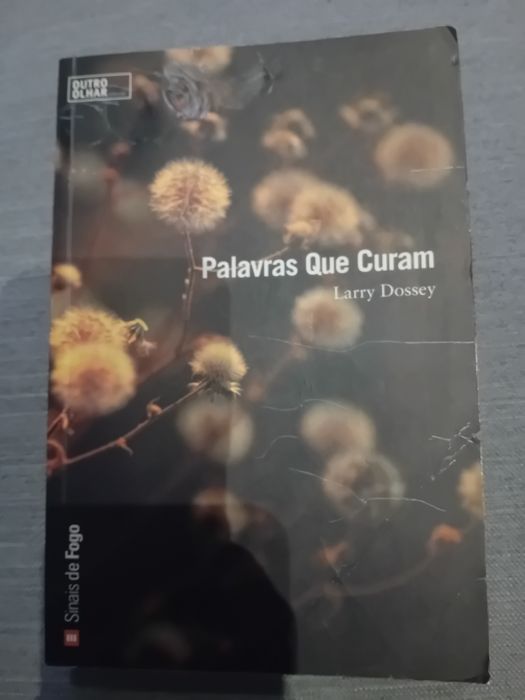 OUTRO
OLHAR
Palavras Que Curam
Larry Dossey
Sinais de Fogo